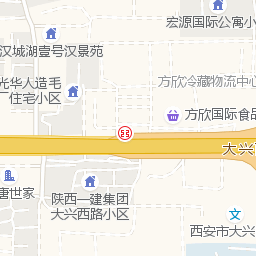 宏源国际公寓小
汉城湖壹号汉景苑
方欣冷藏物流中心
光华人造毛
厂住宅小区
方欣国际食品
大兴
唐世家
陕西一建集团
大兴西路小区
西安市大兴